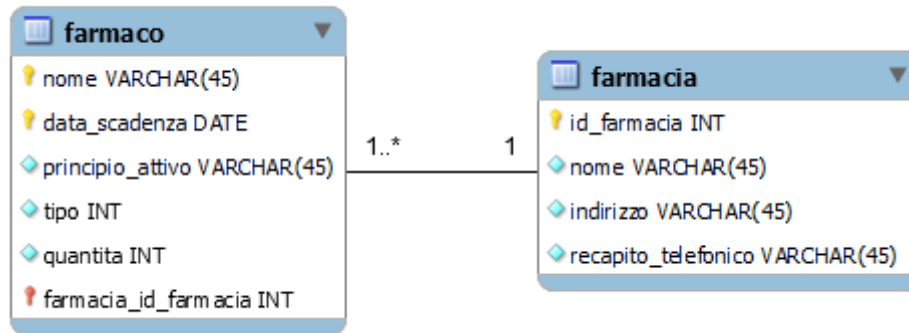 farmaco
nome VARCHAR(45)
data_scadenza DATE
principio_attivo VARCHAR(45)
tipo INT
quantita INT
farmacia_id_farmacia INT
1..*
1
farmacia
id_farmacia INT
nome VARCHAR(45)
indirizzo VARCHAR(45)
recapito_telefonico VARCHAR(45)